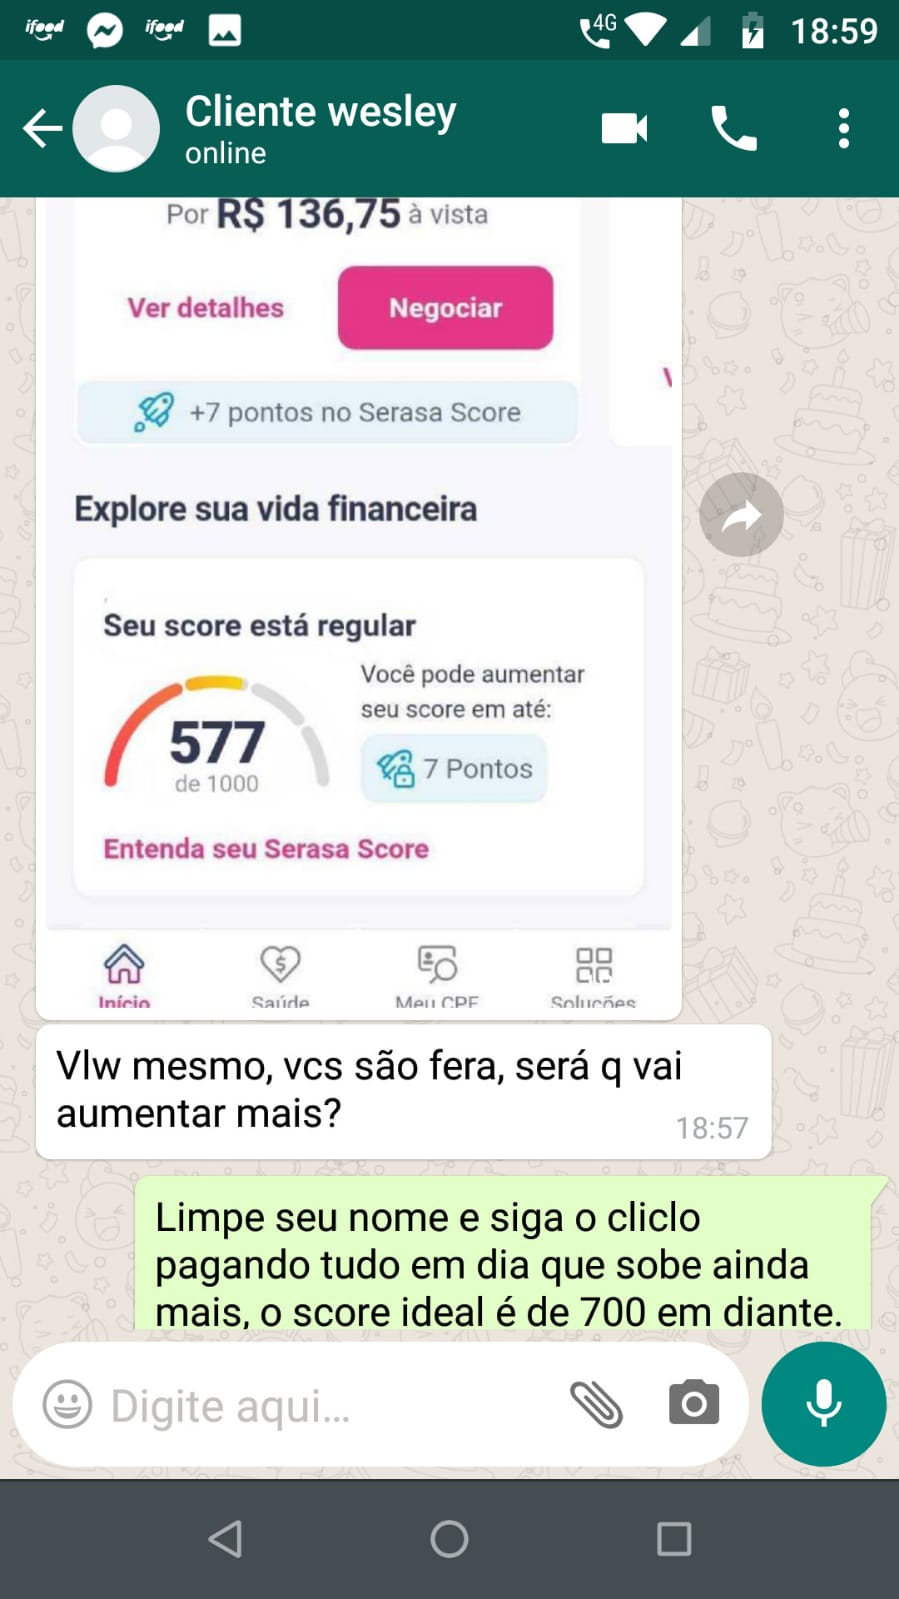 ifood
ifood
4G
18:59
Cliente wesley
online
Por R$ 136,75 à vista
Ver detalhes
Negociar
+7 pontos no Serasa Score
Explore sua vida financeira
Seu score está regular
Você pode aumentar
seu score em até:
577
de 1000
7 Pontos
Entenda seu Serasa Score
Início
Saúde
Meu CPF
Soluções
Vlw mesmo, vcs são fera, será q vai
aumentar mais?
18:57
Limpe seu nome e siga o cliclo
pagando tudo em dia que sobe ainda
mais, o score ideal é de 700 em diante.
Digite aqui...